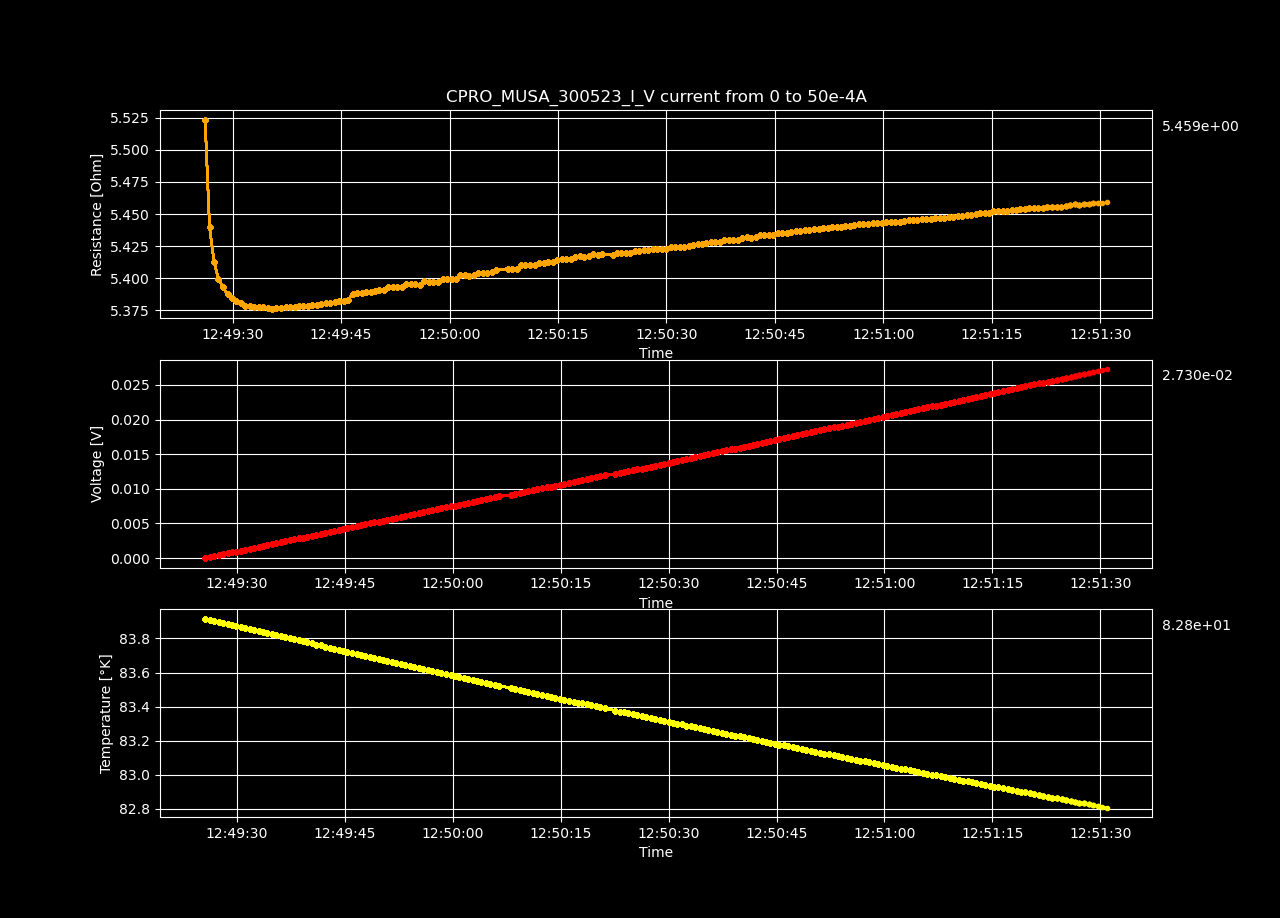 CPRO_MUSA_300523_I_V current from 0 to 50e-4A
5.459e+00
Resistance [Ohm]
5.525
5.500
5.475
5.450
5.425
5.400
5.375
12:49:30 12:49:45 12:50:00 12:50:15 12:50:30 12:50:45 12:51:00 12:51:15 12:51:30
Time
2.730e-02
Voltage [V]
0.025
0.020
0.015
0.010
0.005
0.000
12:49:30 12:49:45 12:50:00 12:50:15 12:50:30 12:50:45 12:51:00 12:51:15 12:51:30
Time
8.28e+01
Temperature [°K]
83.8
83.6
83.4
83.2
83.0
82.8
12:49:30 12:49:45 12:50:00 12:50:15 12:50:30 12:50:45 12:51:00 12:51:15 12:51:30
Time